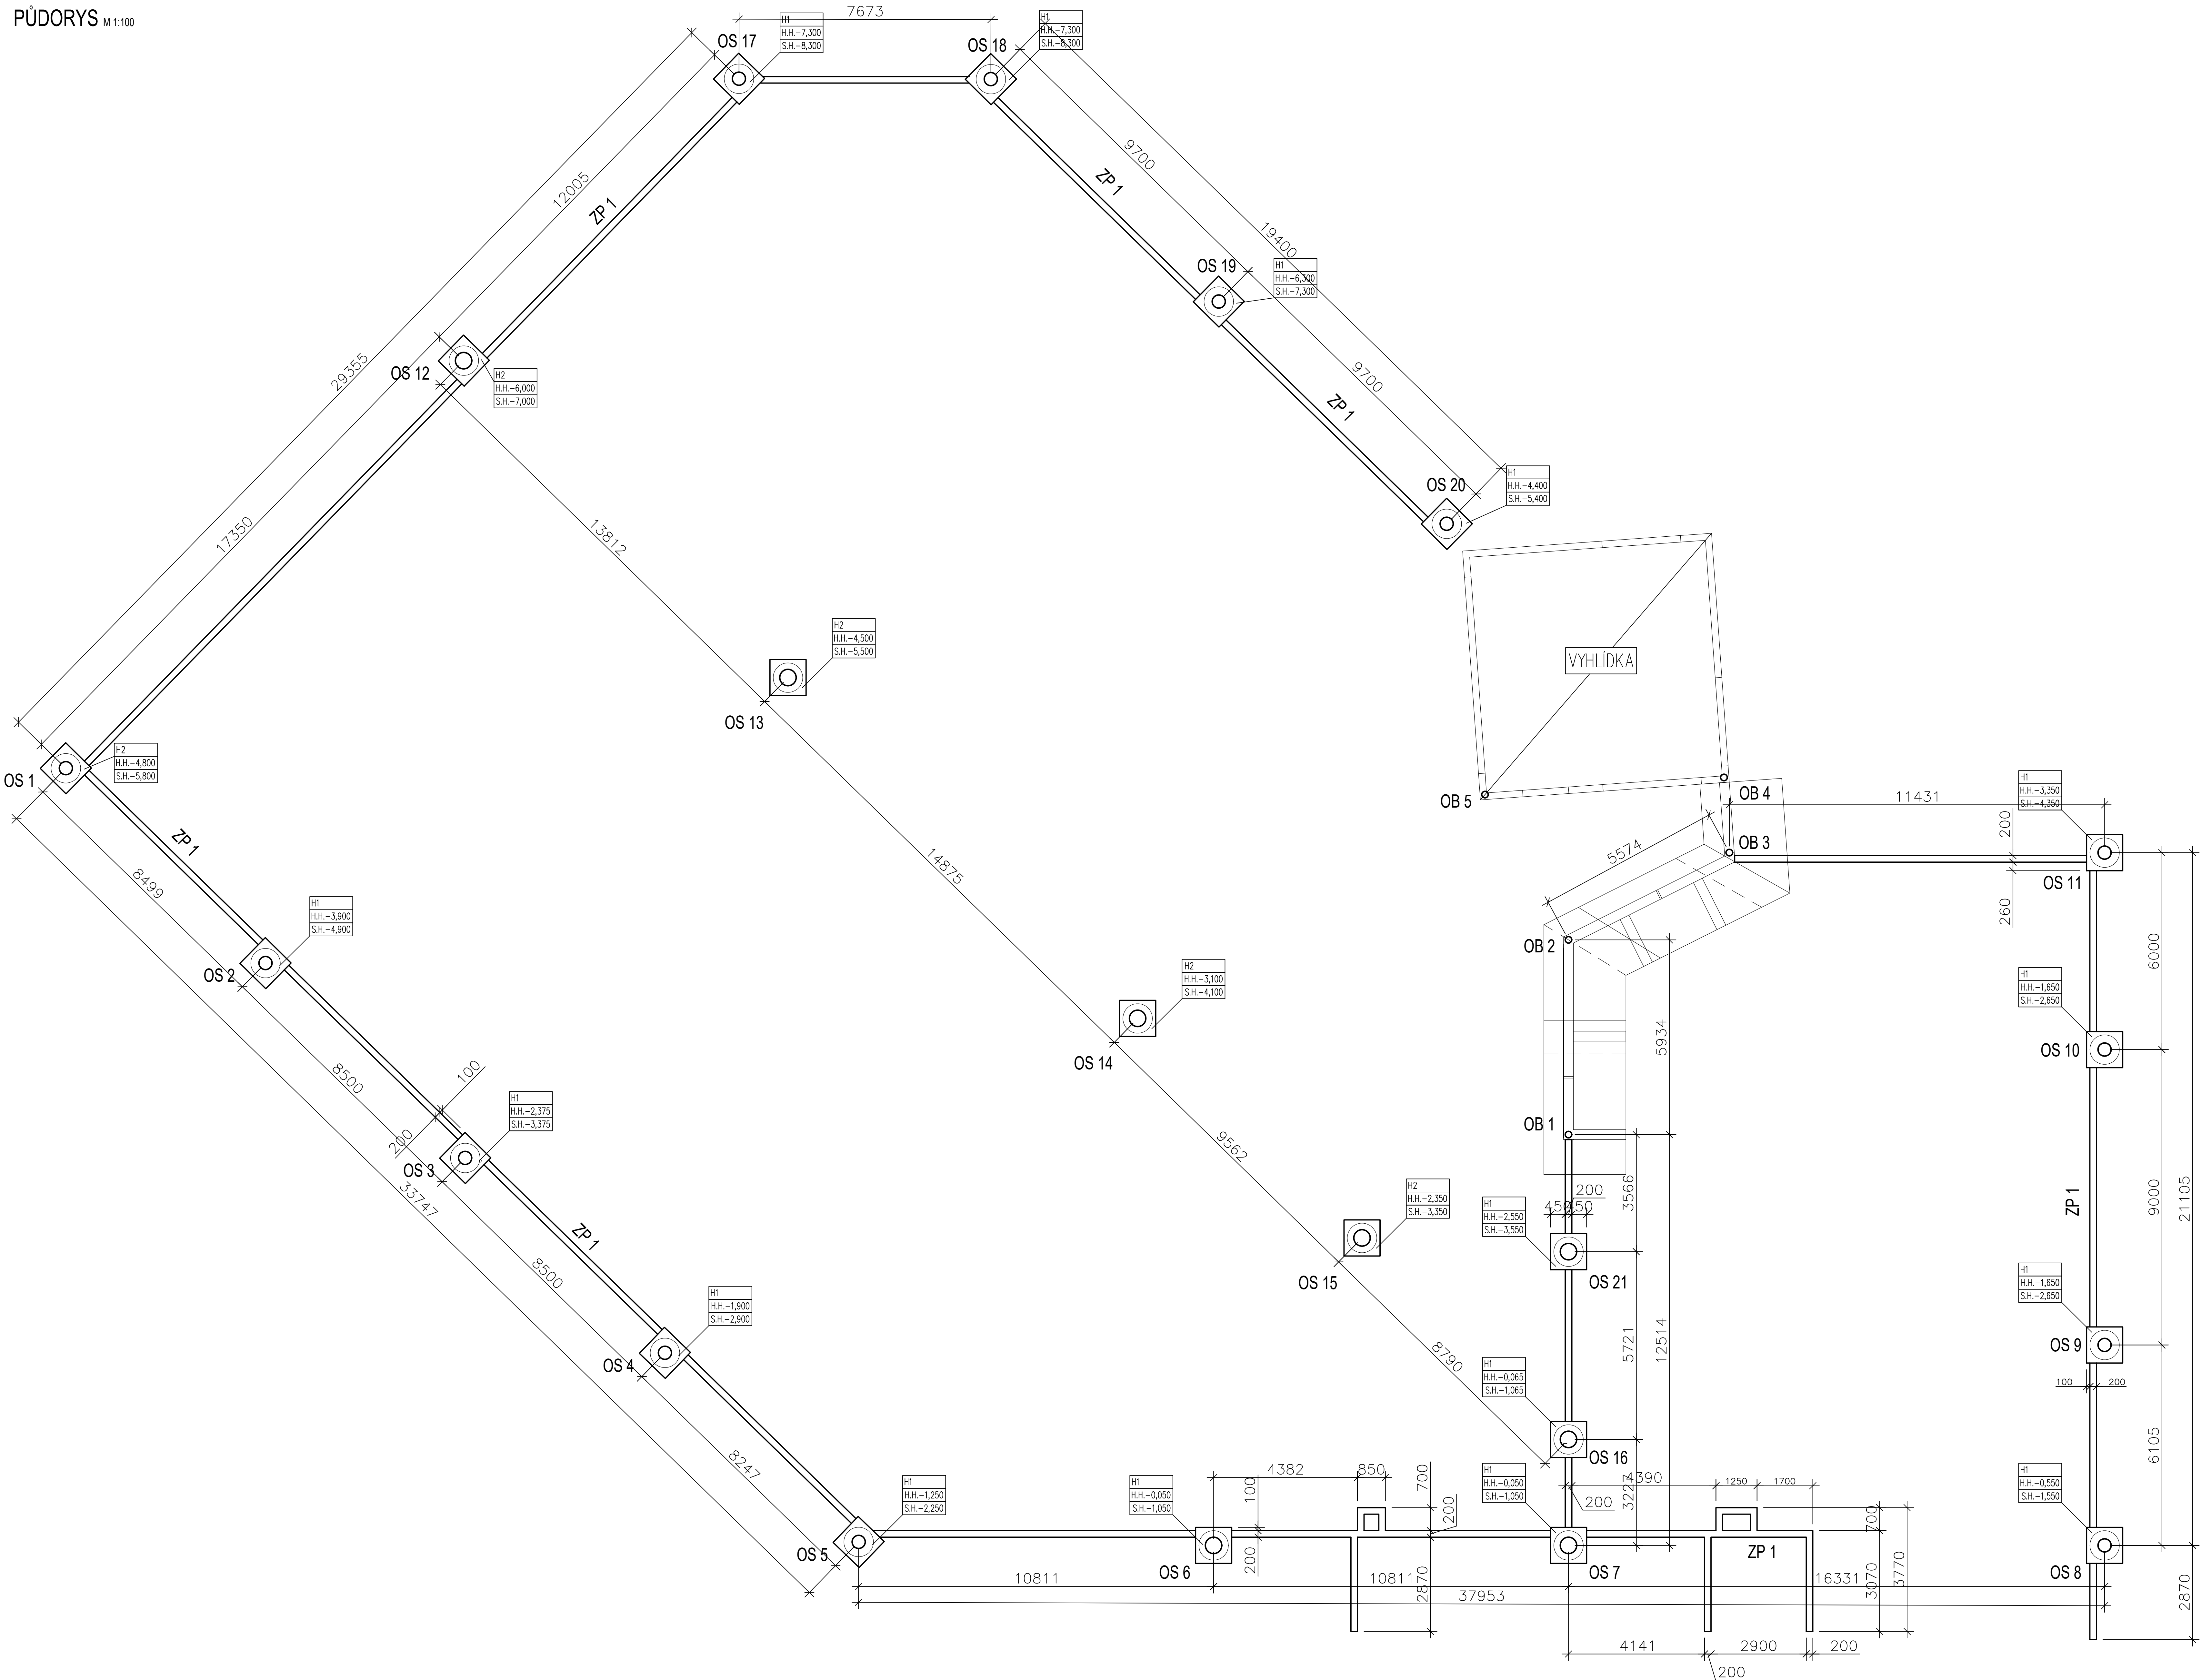 PŮDORYS M 1:100
7673
OS 17
H1
H.H.-7,300
S.H.-8,300
OS 18
H1
H.H.-7,300
S.H.-8,300
9700
ZP 1
19400
12005
ZP 1
OS 19
H1
H.H.-6,300
S.H.-7,300
29355
OS 12
H2
H.H.-6,000
S.H.-7,000
9700
ZP 1
17350
13812
OS 20
H1
H.H.-4,400
S.H.-5,400
H2
H.H.-4,500
S.H.-5,500
OS 13
VYHLÍDKA
OS 1
H2
H.H.-4,800
S.H.-5,800
OB 5
OB 4
11431
H1
H.H.-3,350
S.H.-4,350
200
OB 3
5574
OS 11
260
ZP 1
8499
14875
H1
H.H.-3,900
S.H.-4,900
OS 2
OB 2
6000
H2
H.H.-3,100
S.H.-4,100
OS 14
H1
H.H.-1,650
S.H.-2,650
OS 10
5934
8500
100
H1
H.H.-2,375
S.H.-3,375
200
OS 3
OB 1
9562
33747
ZP 1
H2
H.H.-2,350
S.H.-3,350
OS 15
3566
200
450
450
H1
H.H.-2,550
S.H.-3,550
OS 21
ZP 1
9000
21105
8500
H1
H.H.-1,900
S.H.-2,900
OS 4
5721
12514
H1
H.H.-1,650
S.H.-2,650
OS 9
100
200
8790
H1
H.H.-0,065
S.H.-1,065
OS 16
8247
6105
H1
H.H.-1,250
S.H.-2,250
OS 5
H1
H.H.-0,050
S.H.-1,050
OS 6
4382
850
700
100
200
200
H1
H.H.-0,050
S.H.-1,050
OS 7
3227
4390
200
1250
1700
ZP 1
700
H1
H.H.-0,550
S.H.-1,550
OS 8
10811
10811
2870
16331
3070
3770
37953
2870
4141
2900
200
200